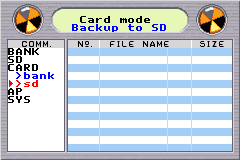 Card mode
Backup to SD
COMM. Nº. FILE NAME SIZE
BANK
SD
CARD
>bank
>sd
AP
SYS